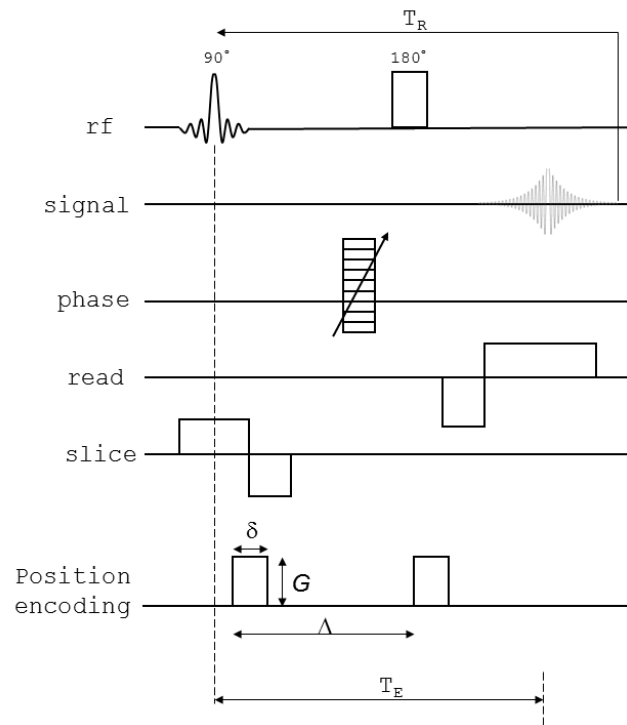 T_R
90°
180°
rf
signal
phase
read
slice
δ
G
Position
encoding
Δ
T_E